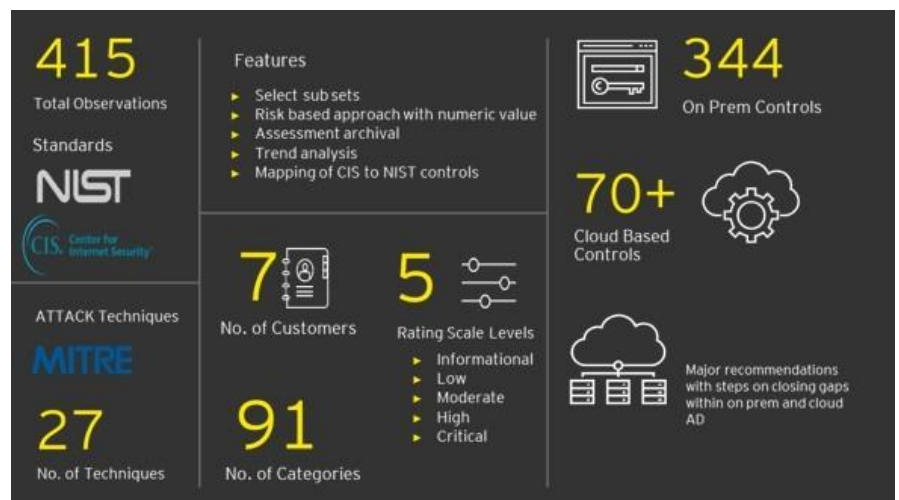 415
Total Observations
Standards
NIST
CIS. Center for
Internet Security®
ATTACK Techniques
MITRE
27
No. of Techniques
Features
► Select sub sets
► Risk based approach with numeric value
► Assessment archival
► Trend analysis
► Mapping of CIS to NIST controls
7
No. of Customers
91
No. of Categories
5
Rating Scale Levels
► Informational
► Low
► Moderate
► High
► Critical
344
On Prem Controls
70+
Cloud Based
Controls
Major recommendations
with steps on closing gaps
within on prem and cloud
AD